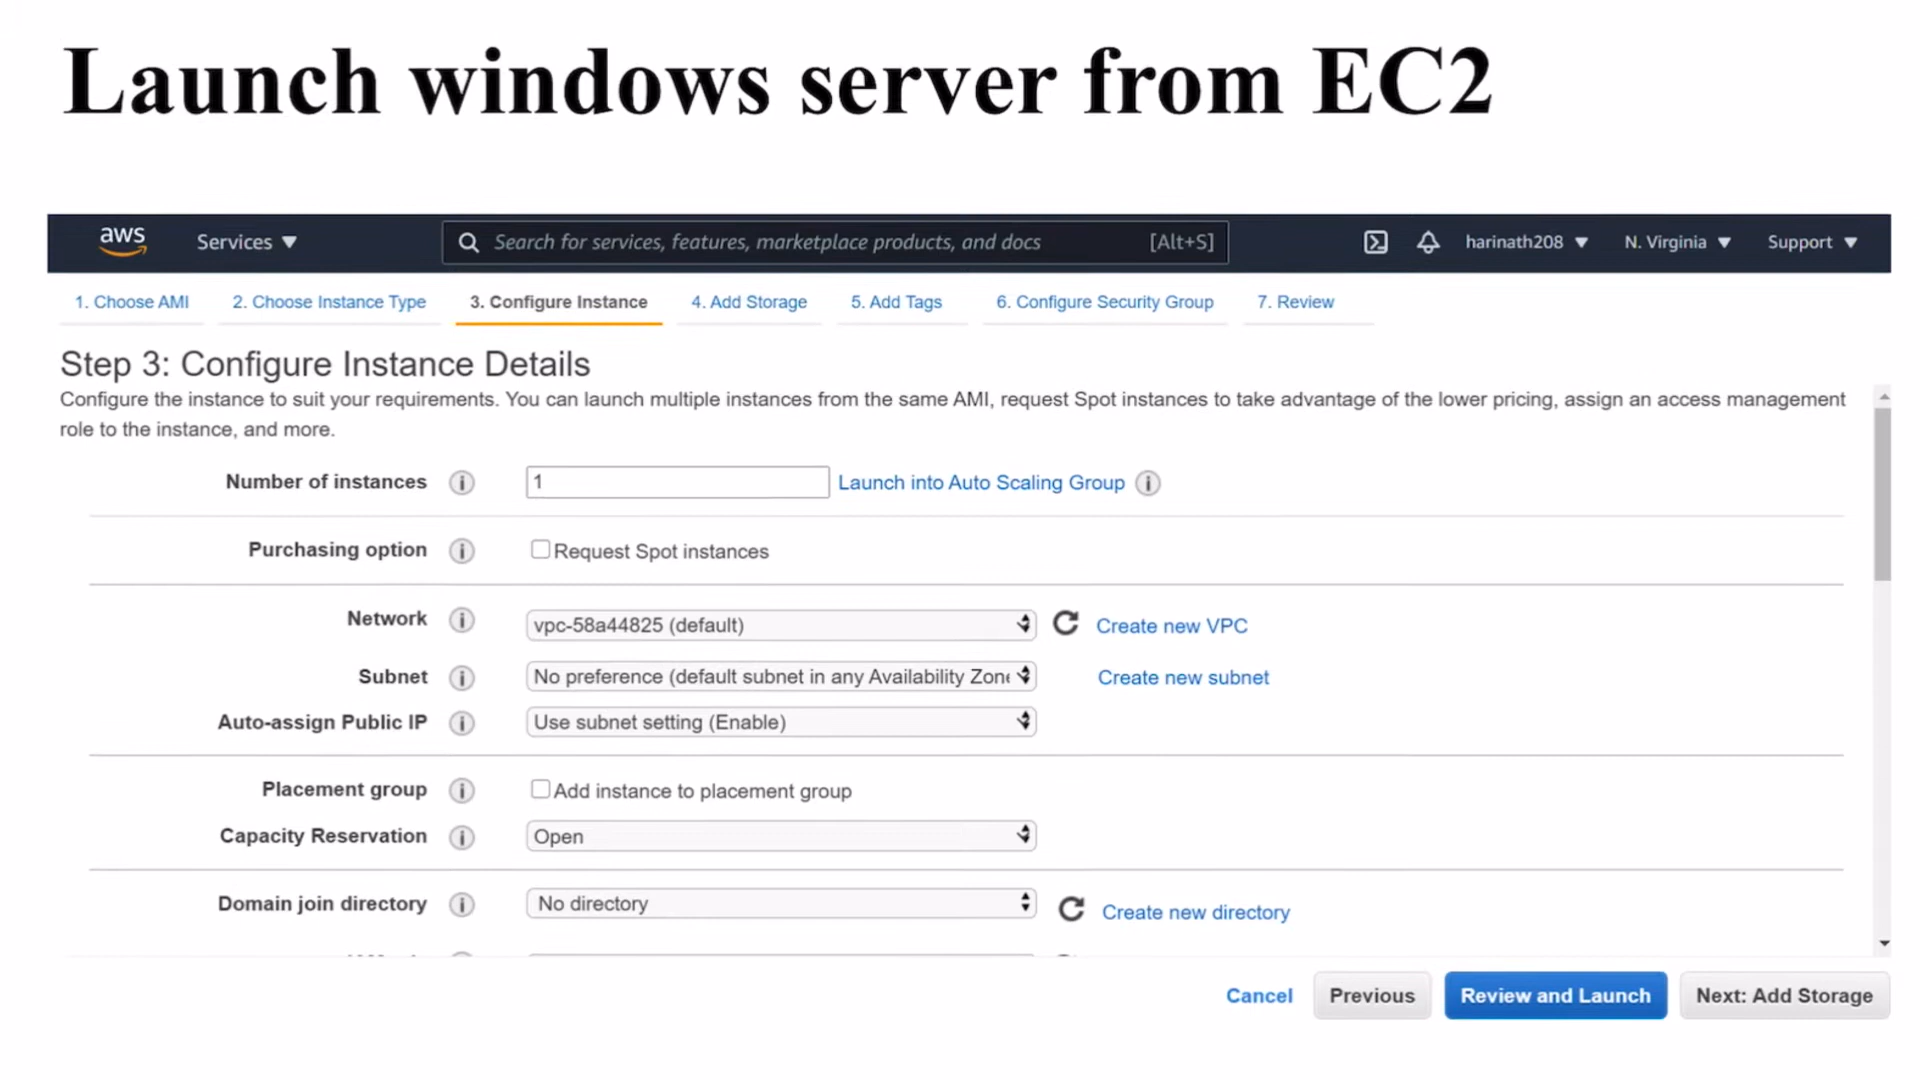 Launch windows server from EC2
aws Services Search for services, features, marketplace products, and docs [Alt+S] harinath208 N. Virginia Support
1. Choose AMI 2. Choose Instance Type 3. Configure Instance 4. Add Storage 5. Add Tags 6. Configure Security Group 7. Review
Step 3: Configure Instance Details
Configure the instance to suit your requirements. You can launch multiple instances from the same AMI, request Spot instances to take advantage of the lower pricing, assign an access management
role to the instance, and more.
Number of instances 1 Launch into Auto Scaling Group
Purchasing option Request Spot instances
Network vpc-58a44825 (default) Create new VPC
Subnet No preference (default subnet in any Availability Zone Create new subnet
Auto-assign Public IP Use subnet setting (Enable)
Placement group Add instance to placement group
Capacity Reservation Open
Domain join directory No directory Create new directory
Cancel Previous Review and Launch Next: Add Storage